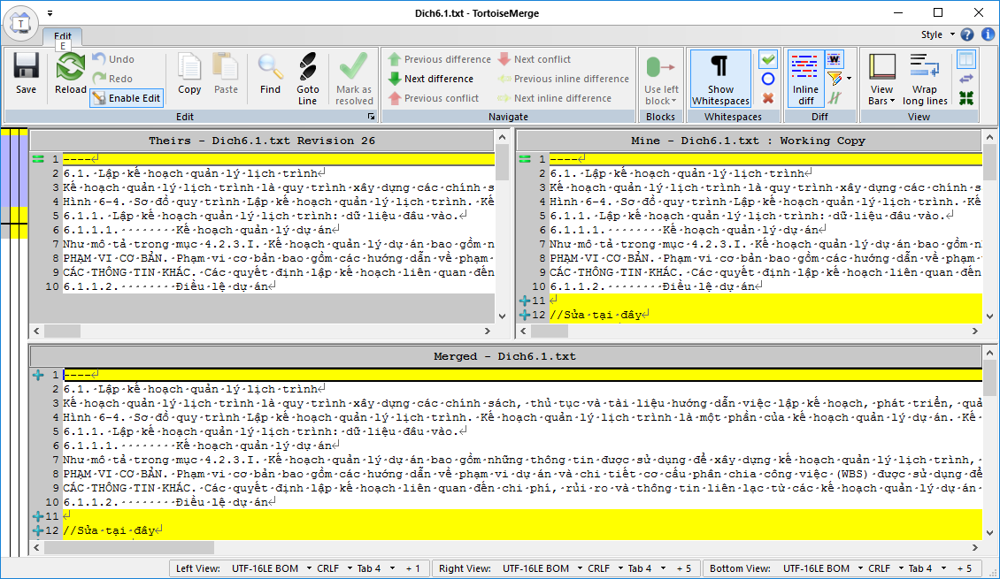 Dich6.1.txt - TortoiseMerge
T
Edit
E
Style
Save
Reload
Undo
Redo
Enable Edit
Copy
Paste
Find
Goto Line
Mark as resolved
Edit
Previous difference
Next difference
Previous conflict
Next conflict
Previous inline difference
Next inline difference
Navigate
Use left block
Blocks
Show Whitespaces
Whitespaces
Inline diff
W
Diff
View Bars
Wrap long lines
View
Theirs - Dich6.1.txt Revision 26
1 ----↵
2 6.1.·Lập·kế·hoạch·quản·lý·lịch·trình↵
3 Kế·hoạch·quản·lý·lịch·trình·là·quy·trình·xây·dựng·các·chính·s
4 Hình·6-4.·Sơ·đồ·quy·trình·Lập·kế·hoạch·quản·lý·lịch·trình.·Kế
5 6.1.1.·Lập·kế·hoạch·quản·lý·lịch·trình:·dữ·liệu·đầu·vào.↵
6 6.1.1.1.········Kế·hoạch·quản·lý·dự·án↵
7 Như·mô·tả·trong·mục·4.2.3.I.·Kế·hoạch·quản·lý·dự·án·bao·gồm·n
8 PHẠM·VI·CƠ·BẢN.·Phạm·vi·cơ·bản·bao·gồm·các·hướng·dẫn·về·phạm
9 CÁC·THÔNG·TIN·KHÁC.·Các·quyết·định·lập·kế·hoạch·liên·quan·đến
10 6.1.1.2.········Điều·lệ·dự·án↵
Mine - Dich6.1.txt : Working Copy
1 ----↵
2 6.1.·Lập·kế·hoạch·quản·lý·lịch·trình↵
3 Kế·hoạch·quản·lý·lịch·trình·là·quy·trình·xây·dựng·các·chính·s
4 Hình·6-4.·Sơ·đồ·quy·trình·Lập·kế·hoạch·quản·lý·lịch·trình.·Kế
5 6.1.1.·Lập·kế·hoạch·quản·lý·lịch·trình:·dữ·liệu·đầu·vào.↵
6 6.1.1.1.········Kế·hoạch·quản·lý·dự·án↵
7 Như·mô·tả·trong·mục·4.2.3.I.·Kế·hoạch·quản·lý·dự·án·bao·gồm·n
8 PHẠM·VI·CƠ·BẢN.·Phạm·vi·cơ·bản·bao·gồm·các·hướng·dẫn·về·phạm
9 CÁC·THÔNG·TIN·KHÁC.·Các·quyết·định·lập·kế·hoạch·liên·quan·đến
10 6.1.1.2.········Điều·lệ·dự·án↵
11 ↵
12 //Sửa·tại·đây↵
Merged - Dich6.1.txt
1 ----↵
2 6.1.·Lập·kế·hoạch·quản·lý·lịch·trình↵
3 Kế·hoạch·quản·lý·lịch·trình·là·quy·trình·xây·dựng·các·chính·sách,·thủ·tục·và·tài·liệu·hướng·dẫn·việc·lập·kế·hoạch,·phát·triển,·quả
4 Hình·6-4.·Sơ·đồ·quy·trình·Lập·kế·hoạch·quản·lý·lịch·trình.·Kế·hoạch·quản·lý·lịch·trình·là·một·phần·của·kế·hoạch·quản·lý·dự·án.·Kế
5 6.1.1.·Lập·kế·hoạch·quản·lý·lịch·trình:·dữ·liệu·đầu·vào.↵
6 6.1.1.1.········Kế·hoạch·quản·lý·dự·án↵
7 Như·mô·tả·trong·mục·4.2.3.I.·Kế·hoạch·quản·lý·dự·án·bao·gồm·những·thông·tin·được·sử·dụng·để·xây·dựng·kế·hoạch·quản·lý·lịch·trình,
8 PHẠM·VI·CƠ·BẢN.·Phạm·vi·cơ·bản·bao·gồm·các·hướng·dẫn·về·phạm·vi·dự·án·và·chi·tiết·cơ·cấu·phân·chia·công·việc·(WBS)·được·sử·dụng·để
9 CÁC·THÔNG·TIN·KHÁC.·Các·quyết·định·lập·kế·hoạch·liên·quan·đến·chi·phí,·rủi·ro·và·thông·tin·liên·lạc·từ·các·kế·hoạch·quản·lý·dự·án
10 6.1.1.2.········Điều·lệ·dự·án↵
11 ↵
12 //Sửa·tại·đây↵
Left View: UTF-16LE BOM CRLF Tab 4 + 1 Right View: UTF-16LE BOM CRLF Tab 4 + 5 Bottom View: UTF-16LE BOM CRLF Tab 4 + 5